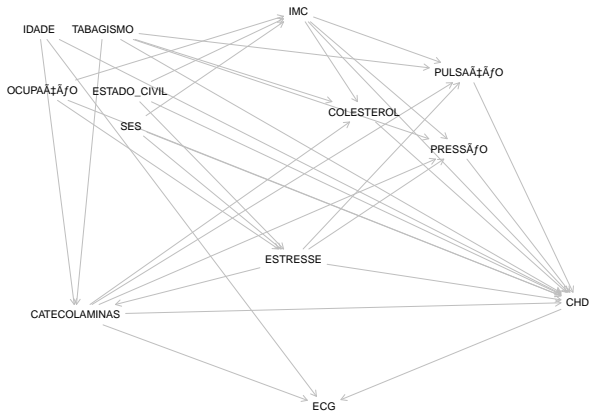 IMC
IDADE TABAGISMO
PULSAÃ‡ÃƒO
OCUPAÃ‡ÃƒO ESTADO_CIVIL
COLESTEROL
SES
PRESSÃƒO
ESTRESSE
CHD
CATECOLAMINAS
ECG